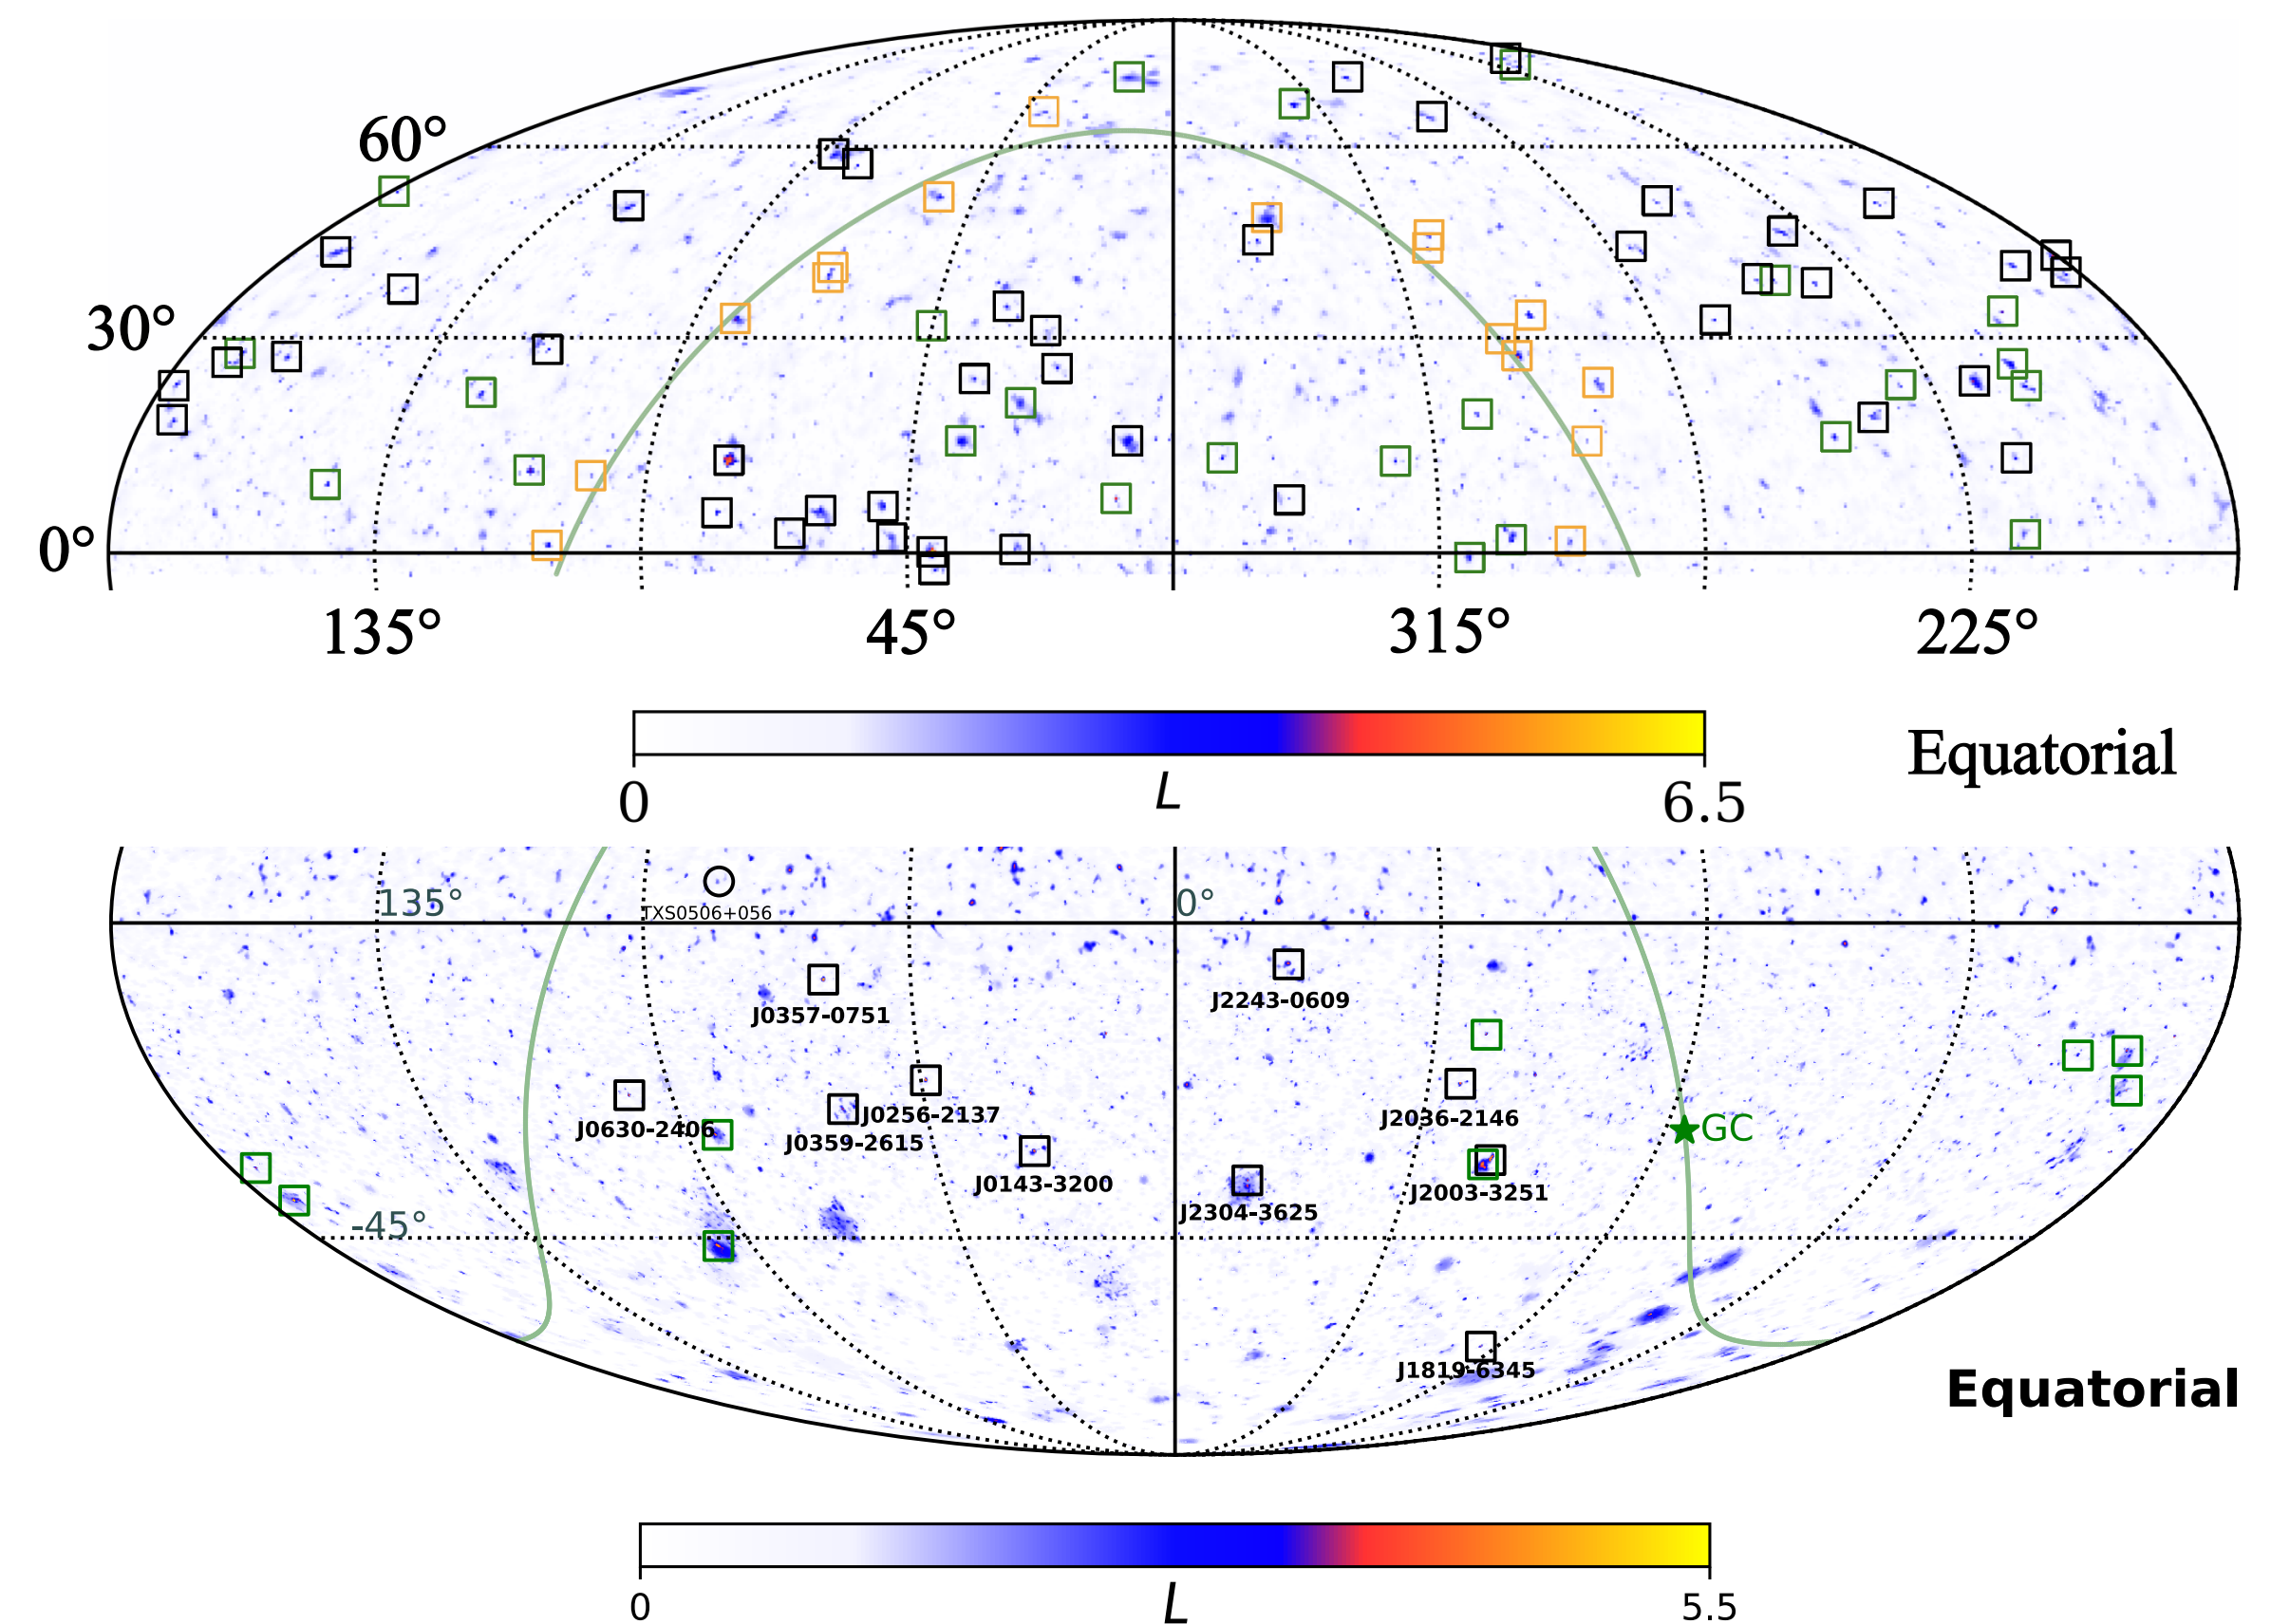 60°
30°
0°
135° 45° 315° 225°
Equatorial
0 L 6.5
135° 0°
TXS0506+056
J0357-0751 J2243-0609
J0630-2406 J0359-2615 J0256-2137 J2036-2146
GC
J0143-3200 J2304-3625 J2003-3251
-45°
J1819-6345
Equatorial
0 L 5.5